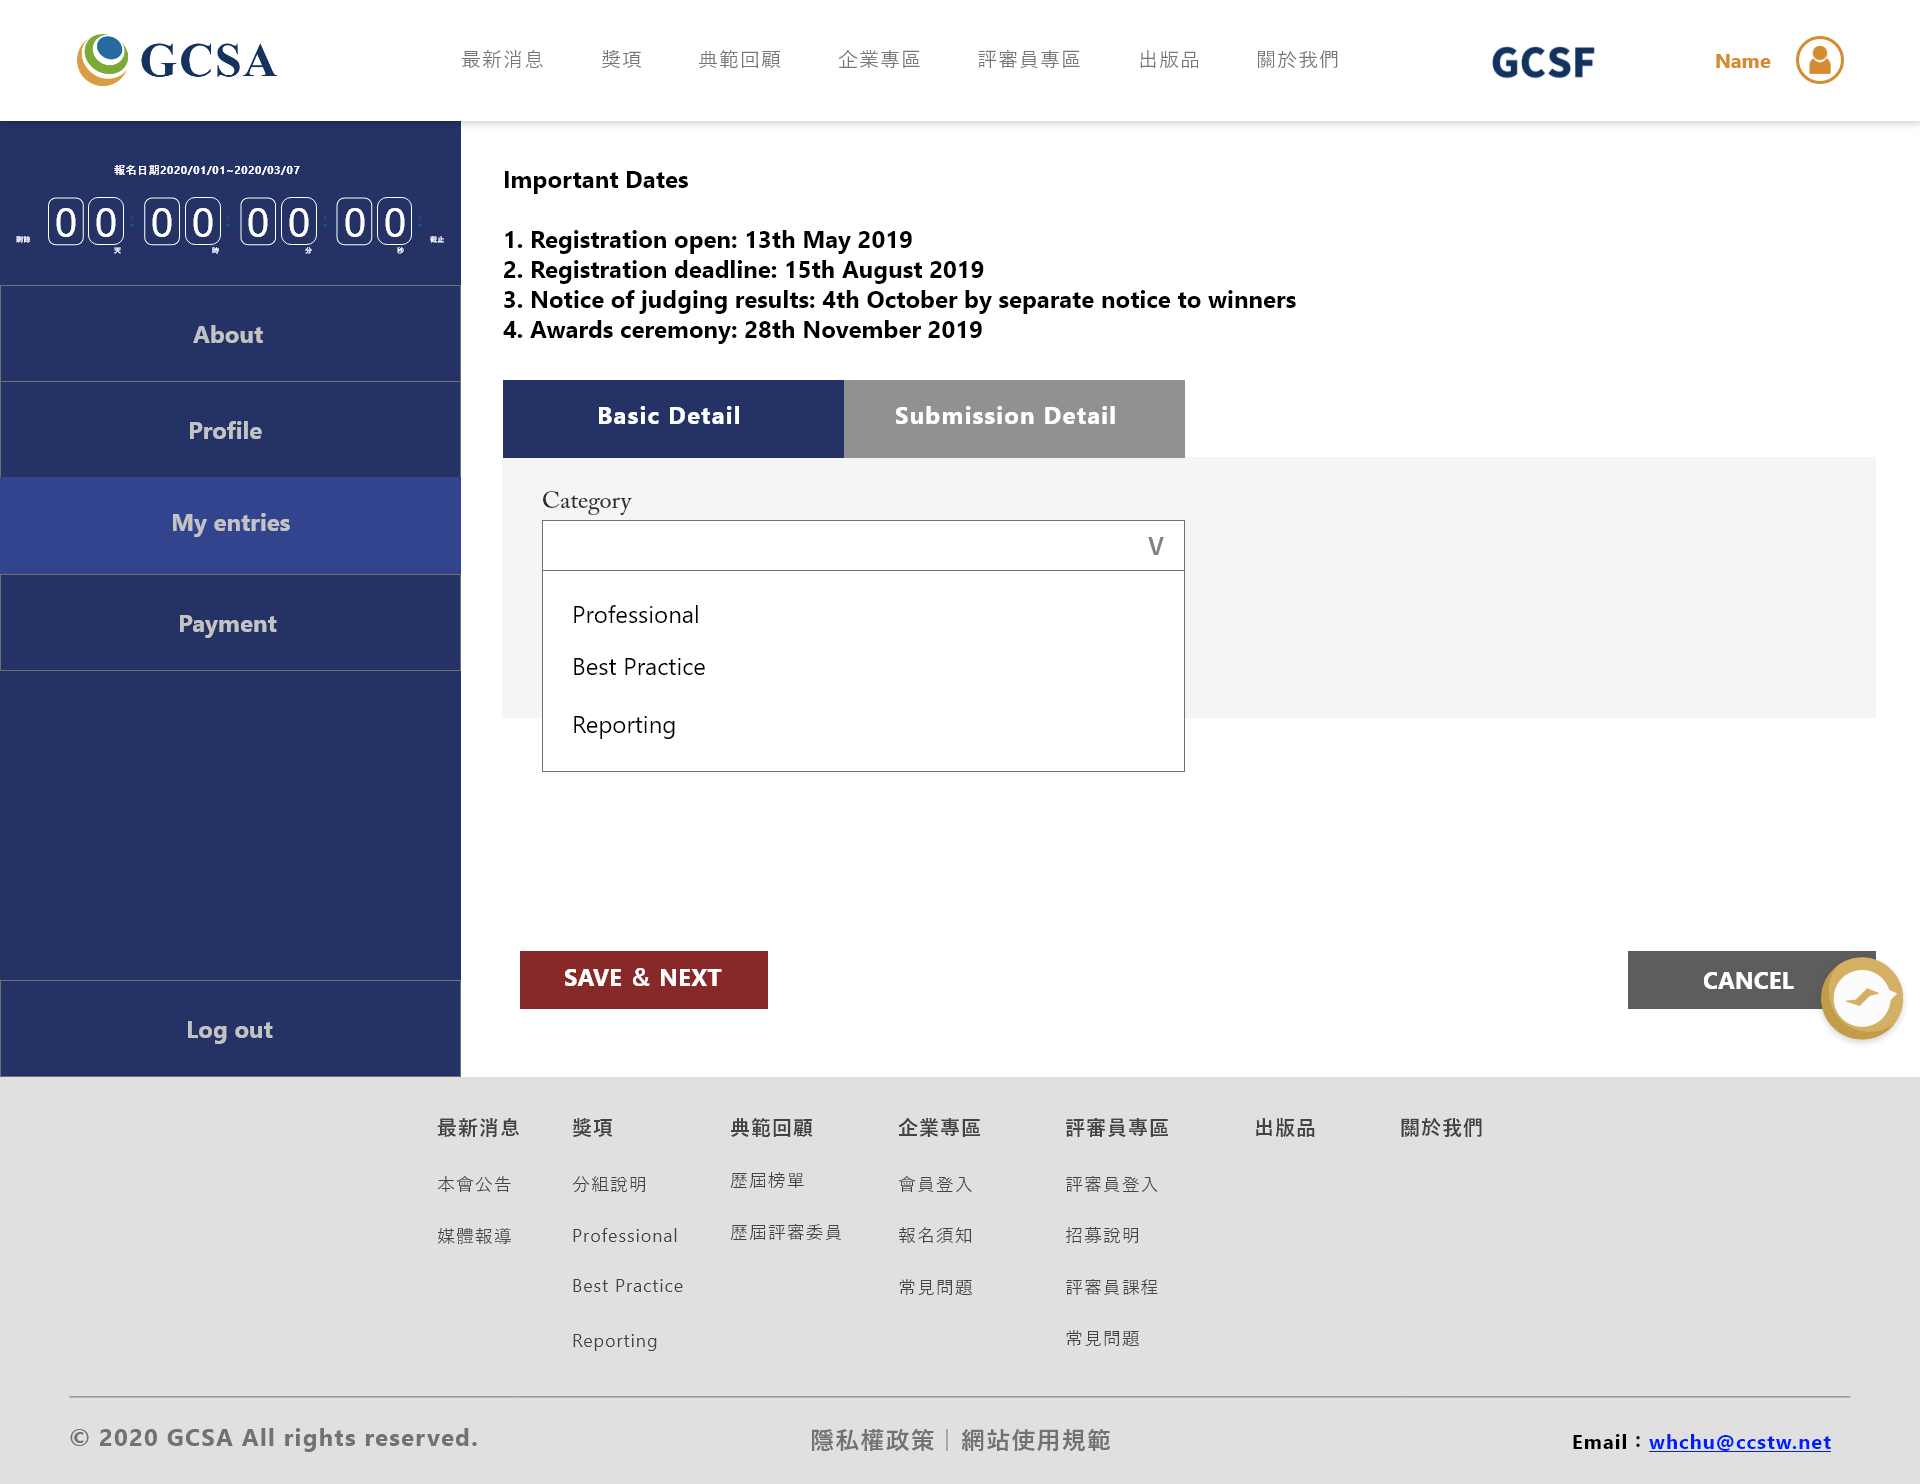 GCSA
最新消息 獎項 典範回顧 企業專區 評審員專區 出版品 關於我們
GCSF
Name
報名日期2020/01/01~2020/03/07
剩餘 00 : 00 : 00 : 00 : 截止
天 時 分 秒
About
Profile
My entries
Payment
Log out
Important Dates
1. Registration open: 13th May 2019
2. Registration deadline: 15th August 2019
3. Notice of judging results: 4th October by separate notice to winners
4. Awards ceremony: 28th November 2019
Basic Detail Submission Detail
Category
V
Professional
Best Practice
Reporting
SAVE & NEXT CANCEL
最新消息 獎項 典範回顧 企業專區 評審員專區 出版品 關於我們
本會公告 分組說明 歷屆榜單 會員登入 評審員登入
媒體報導 Professional 歷屆評審委員 報名須知 招募說明
Best Practice 常見問題 評審員課程
Reporting 常見問題
© 2020 GCSA All rights reserved. 隱私權政策｜網站使用規範 Email：whchu@ccstw.net